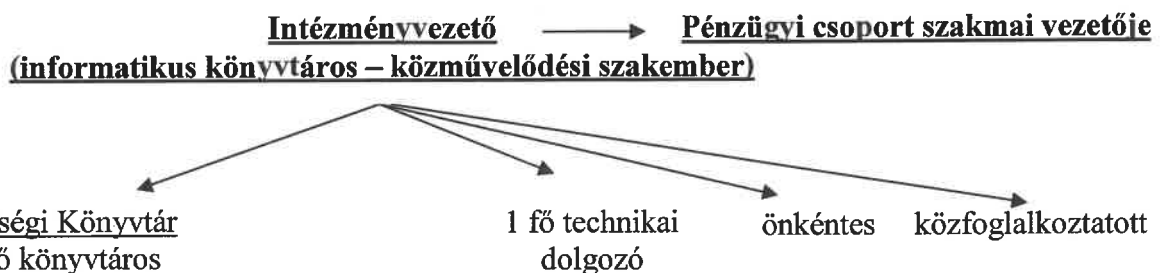 Intézményvezető Pénzügyi csoport szakmai vezetője
(informatikus könyvtáros – közművelődési szakember)
ségi Könyvtár 1 fő technikai önkéntes közfoglalkoztatott
ő könyvtáros dolgozó